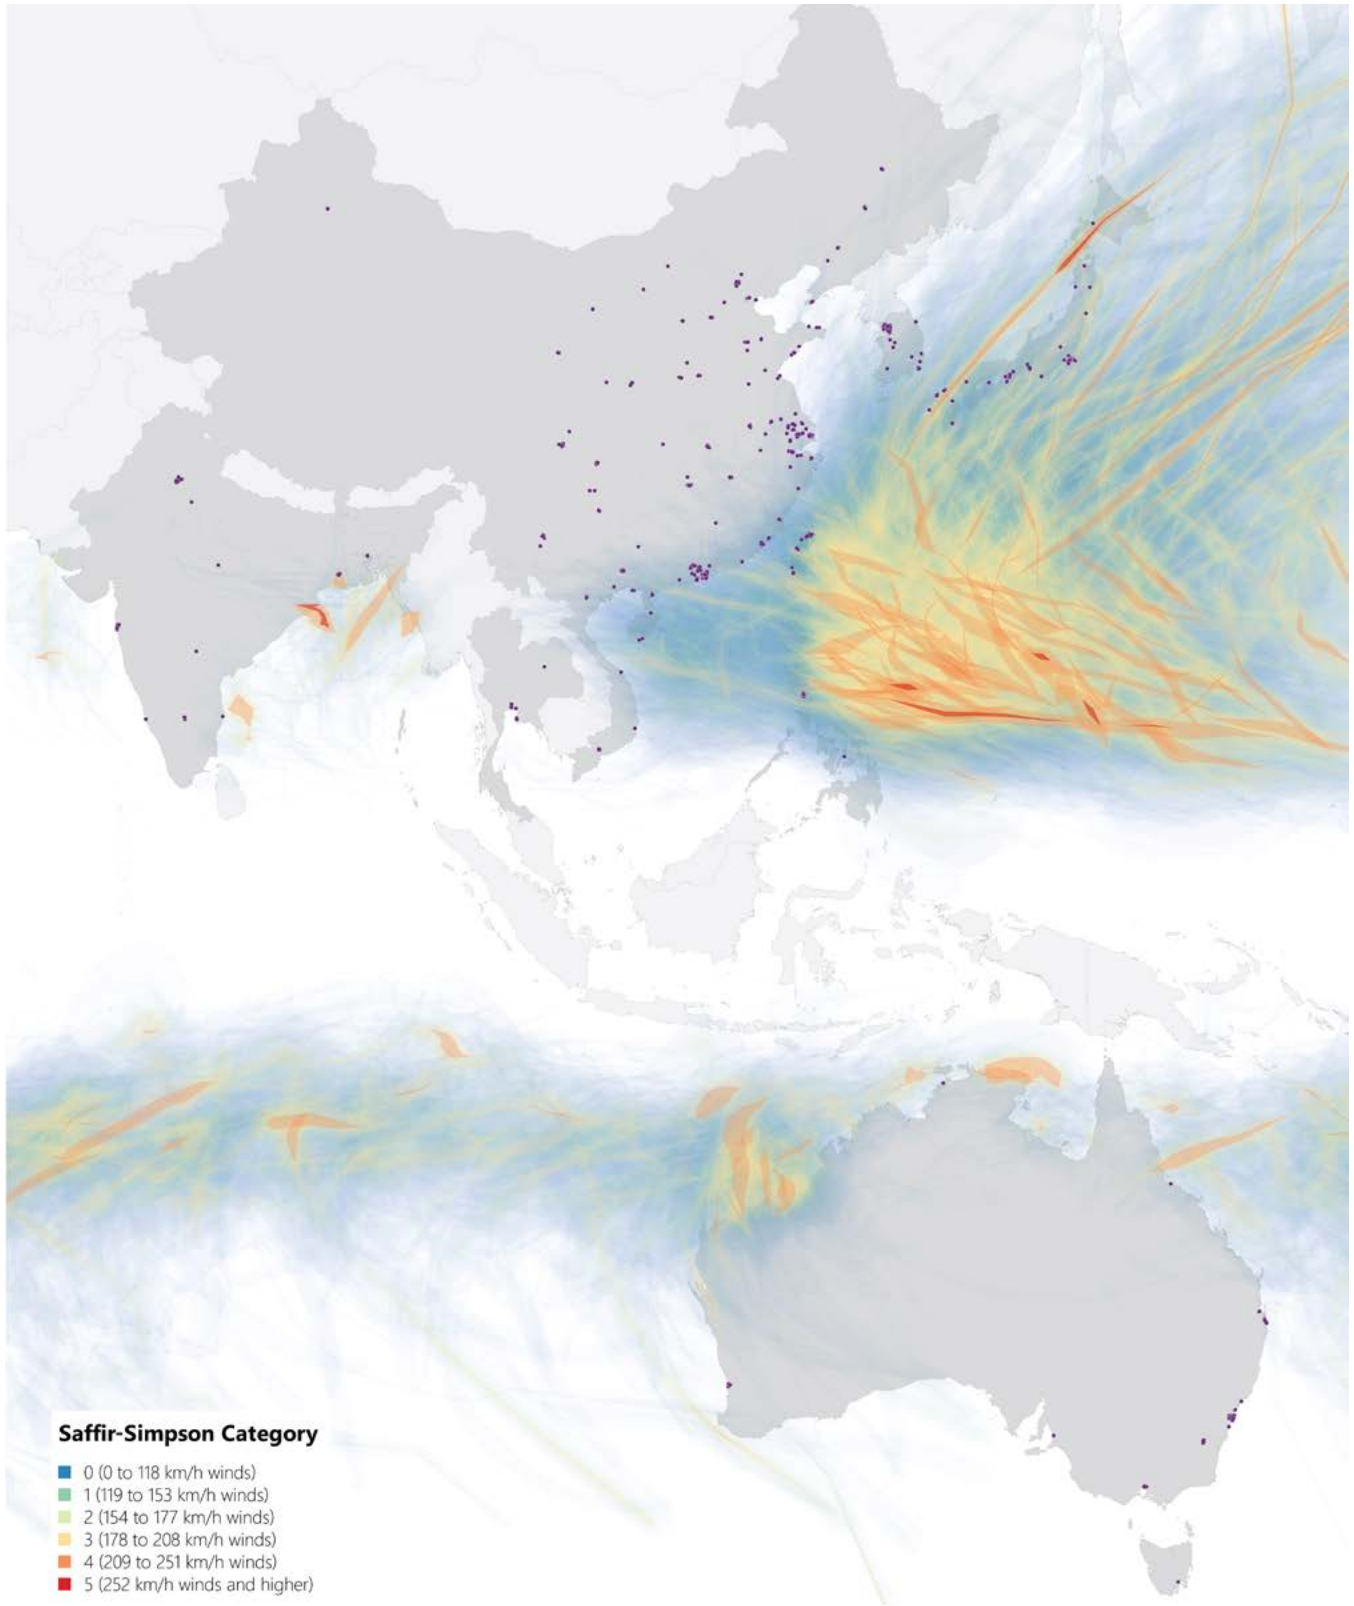 Saffir-Simpson Category
0 (0 to 118 km/h winds)
1 (119 to 153 km/h winds)
2 (154 to 177 km/h winds)
3 (178 to 208 km/h winds)
4 (209 to 251 km/h winds)
5 (252 km/h winds and higher)